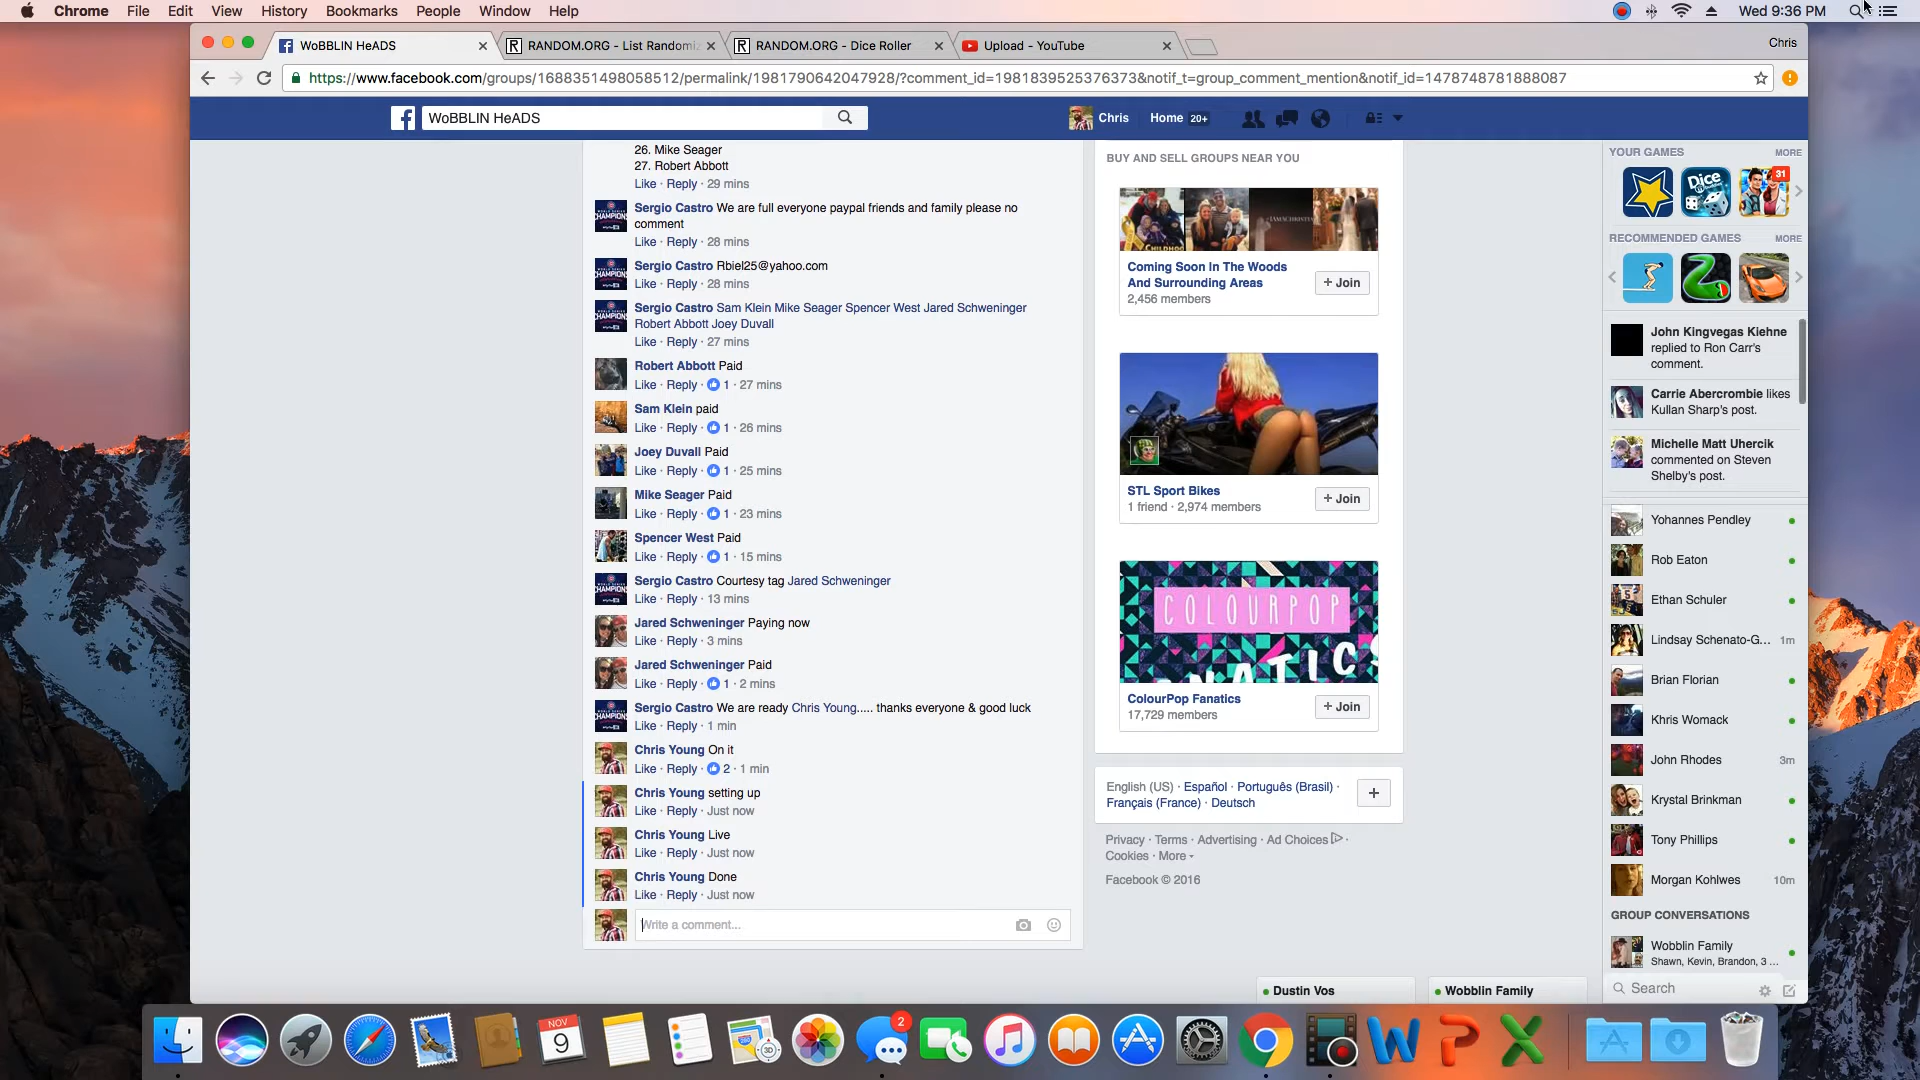 Chrome File Edit View History Bookmarks People Window Help
Wed 9:36 PM
WoBBLIN HeADS
RANDOM.ORG - List Randomi
RANDOM.ORG - Dice Roller
Upload - YouTube
Chris
https://www.facebook.com/groups/1688351498058512/permalink/1981790642047928/?comment_id=1981839525376373&notif_t=group_comment_mention&notif_id=1478748781888087
WoBBLIN HeADS
Chris Home 20+
26. Mike Seager
27. Robert Abbott
Like · Reply · 29 mins
Sergio Castro We are full everyone paypal friends and family please no
comment
Like · Reply · 28 mins
Sergio Castro Rbiel25@yahoo.com
Like · Reply · 28 mins
Sergio Castro Sam Klein Mike Seager Spencer West Jared Schweninger
Robert Abbott Joey Duvall
Like · Reply · 27 mins
Robert Abbott Paid
Like · Reply · 1 · 27 mins
Sam Klein paid
Like · Reply · 1 · 26 mins
Joey Duvall Paid
Like · Reply · 1 · 25 mins
Mike Seager Paid
Like · Reply · 1 · 23 mins
Spencer West Paid
Like · Reply · 1 · 15 mins
Sergio Castro Courtesy tag Jared Schweninger
Like · Reply · 13 mins
Jared Schweninger Paying now
Like · Reply · 3 mins
Jared Schweninger Paid
Like · Reply · 1 · 2 mins
Sergio Castro We are ready Chris Young..... thanks everyone & good luck
Like · Reply · 1 min
Chris Young On it
Like · Reply · 2 · 1 min
Chris Young setting up
Like · Reply · Just now
Chris Young Live
Like · Reply · Just now
Chris Young Done
Like · Reply · Just now
Write a comment...
BUY AND SELL GROUPS NEAR YOU
Coming Soon In The Woods
And Surrounding Areas
2,456 members
+ Join
STL Sport Bikes
1 friend · 2,974 members
+ Join
COLOURPOP
ColourPop Fanatics
17,729 members
+ Join
English (US) · Español · Português (Brasil) ·
Français (France) · Deutsch
Privacy · Terms · Advertising · Ad Choices ·
Cookies · More
Facebook © 2016
YOUR GAMES MORE
Dice
31
RECOMMENDED GAMES MORE
John Kingvegas Kiehne
replied to Ron Carr's
comment.
Carrie Abercrombie likes
Kullan Sharp's post.
Michelle Matt Uhercik
commented on Steven
Shelby's post.
Yohannes Pendley
Rob Eaton
Ethan Schuler
Lindsay Schenato-G... 1m
Brian Florian
Khris Womack
John Rhodes 3m
Krystal Brinkman
Tony Phillips
Morgan Kohlwes 10m
GROUP CONVERSATIONS
Wobblin Family
Shawn, Kevin, Brandon, 3 ...
Search
Dustin Vos
Wobblin Family
NOV
9
2